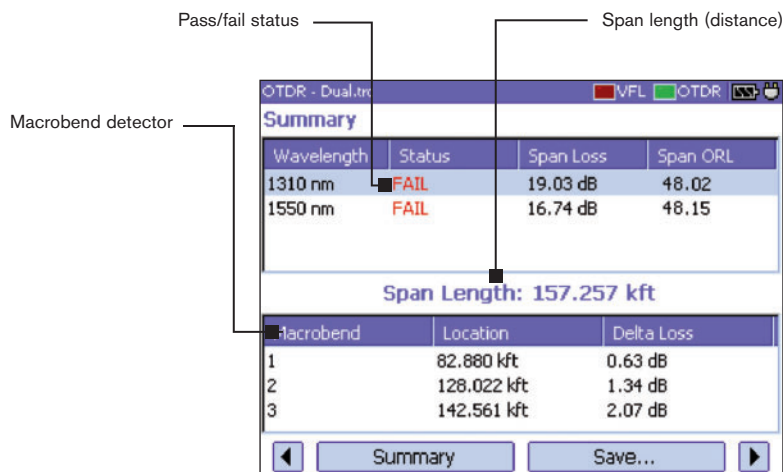 Pass/fail status
Span length (distance)
Macrobend detector
OTDR - Dual.trc VFL OTDR
Summary
Wavelength Status Span Loss Span ORL
1310 nm FAIL 19.03 dB 48.02
1550 nm FAIL 16.74 dB 48.15
Span Length: 157.257 kft
Macrobend Location Delta Loss
1 82.880 kft 0.63 dB
2 128.022 kft 1.34 dB
3 142.561 kft 2.07 dB
Summary Save...